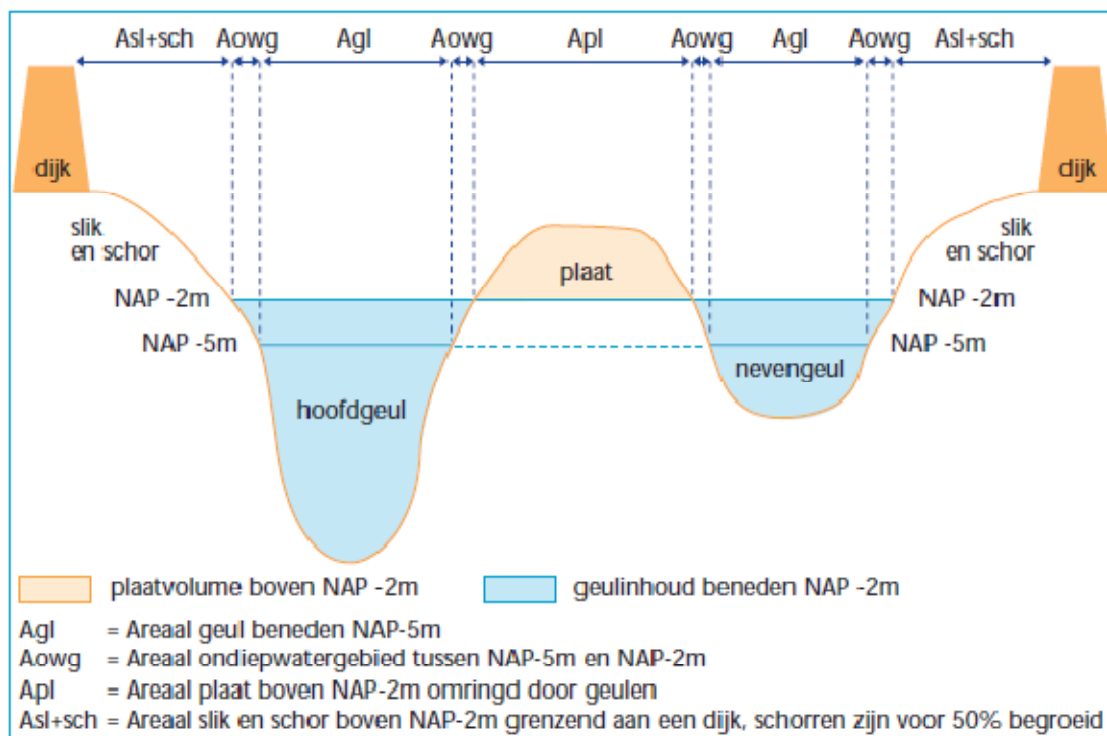 Asl+sch Aowg Agl Aowg Apl Aowg Agl Aowg Asl+sch
dijk dijk
slik en schor slik en schor
plaat
NAP -2m NAP -2m
NAP -5m NAP -5m
nevengeul
hoofdgeul
plaatvolume boven NAP -2m geulinhoud beneden NAP -2m
Agl = Areaal geul beneden NAP-5m
Aowg = Areaal ondiepwatergebied tussen NAP-5m en NAP-2m
Apl = Areaal plaat boven NAP-2m omringd door geulen
Asl+sch = Areaal slik en schor boven NAP-2m grenzend aan een dijk, schorren zijn voor 50% begroeid